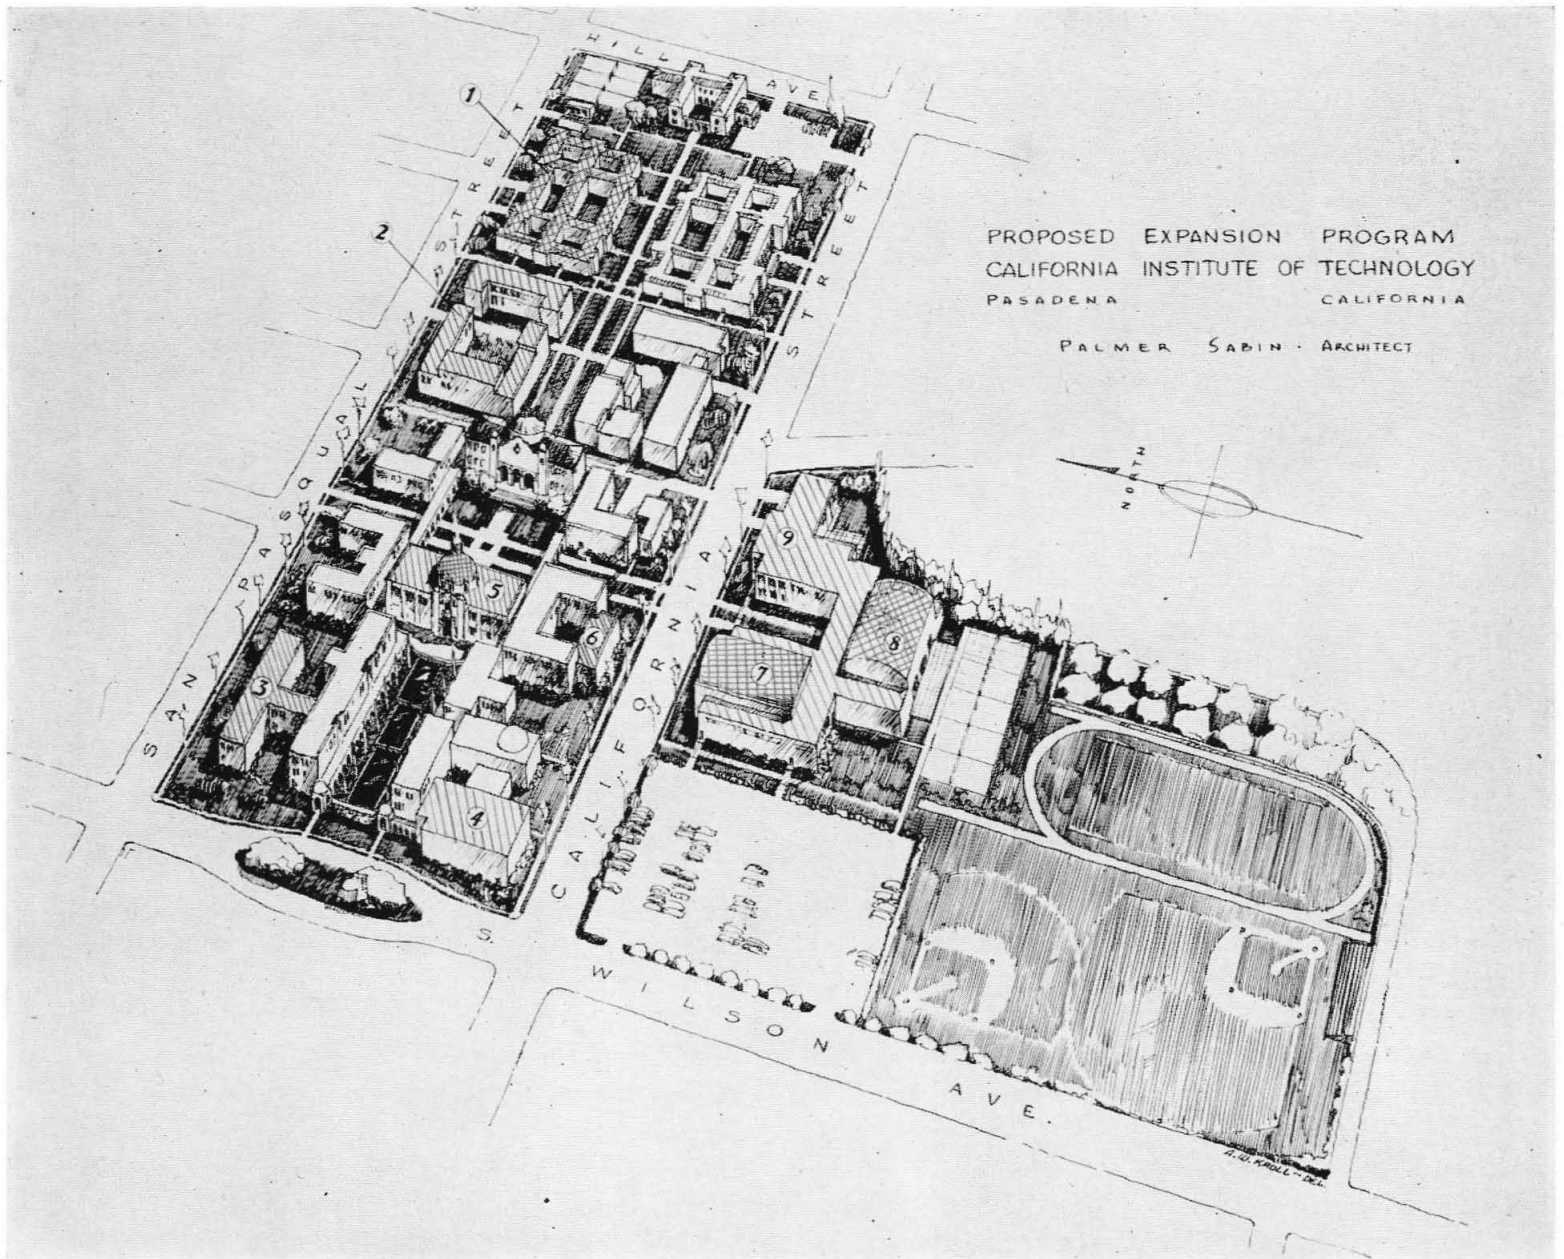 HILL AVE
1
STREET
2
PROPOSED EXPANSION PROGRAM
CALIFORNIA INSTITUTE OF TECHNOLOGY
PASADENA CALIFORNIA
PALMER SABIN · ARCHITECT
STREET
NORTH
SAN PASQUAL
CALIFORNIA
9
5
6
8
3
7
4
S. WILSON AVE.
A.W. KROLL - DEL.